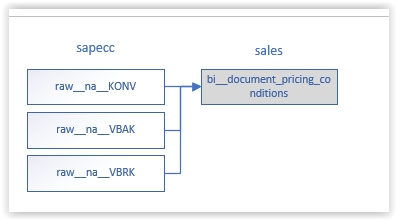 sapecc
sales
raw__na__KONV
bi__document_pricing_co
nditions
raw__na__VBAK
raw__na__VBRK